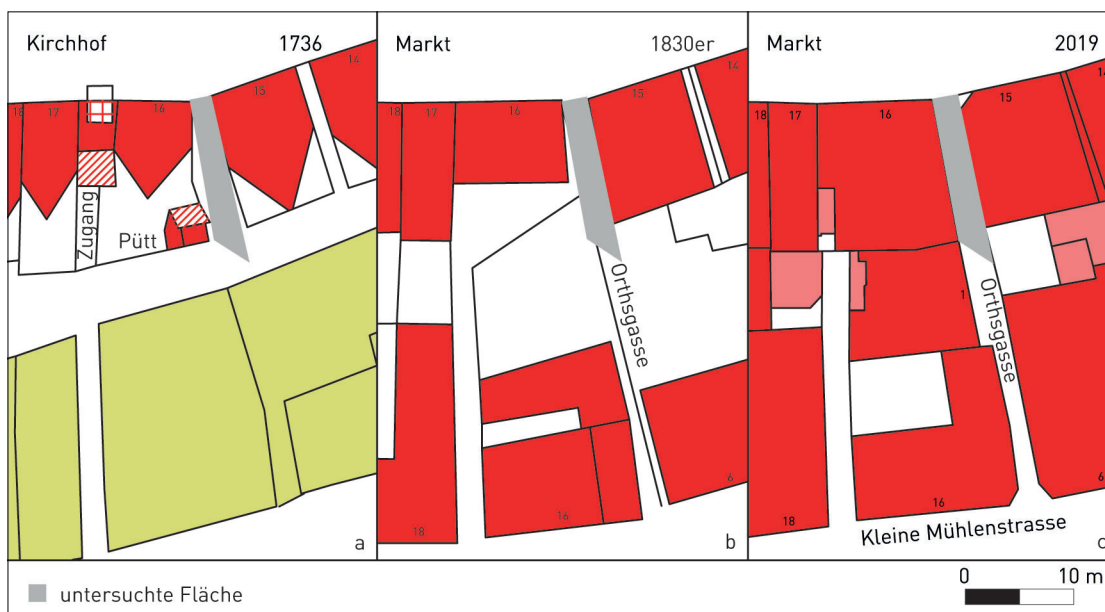 Kirchhof 1736
18 17 16 15 14
Zugang
Pütt
a
Markt 1830er
18 17 16 15 14
Orthsgasse
6
18 16
b
Markt 2019
18 17 16 15 14
1
Orthsgasse
6
18 16
Kleine Mühlenstrasse
c
untersuchte Fläche
0 10 m